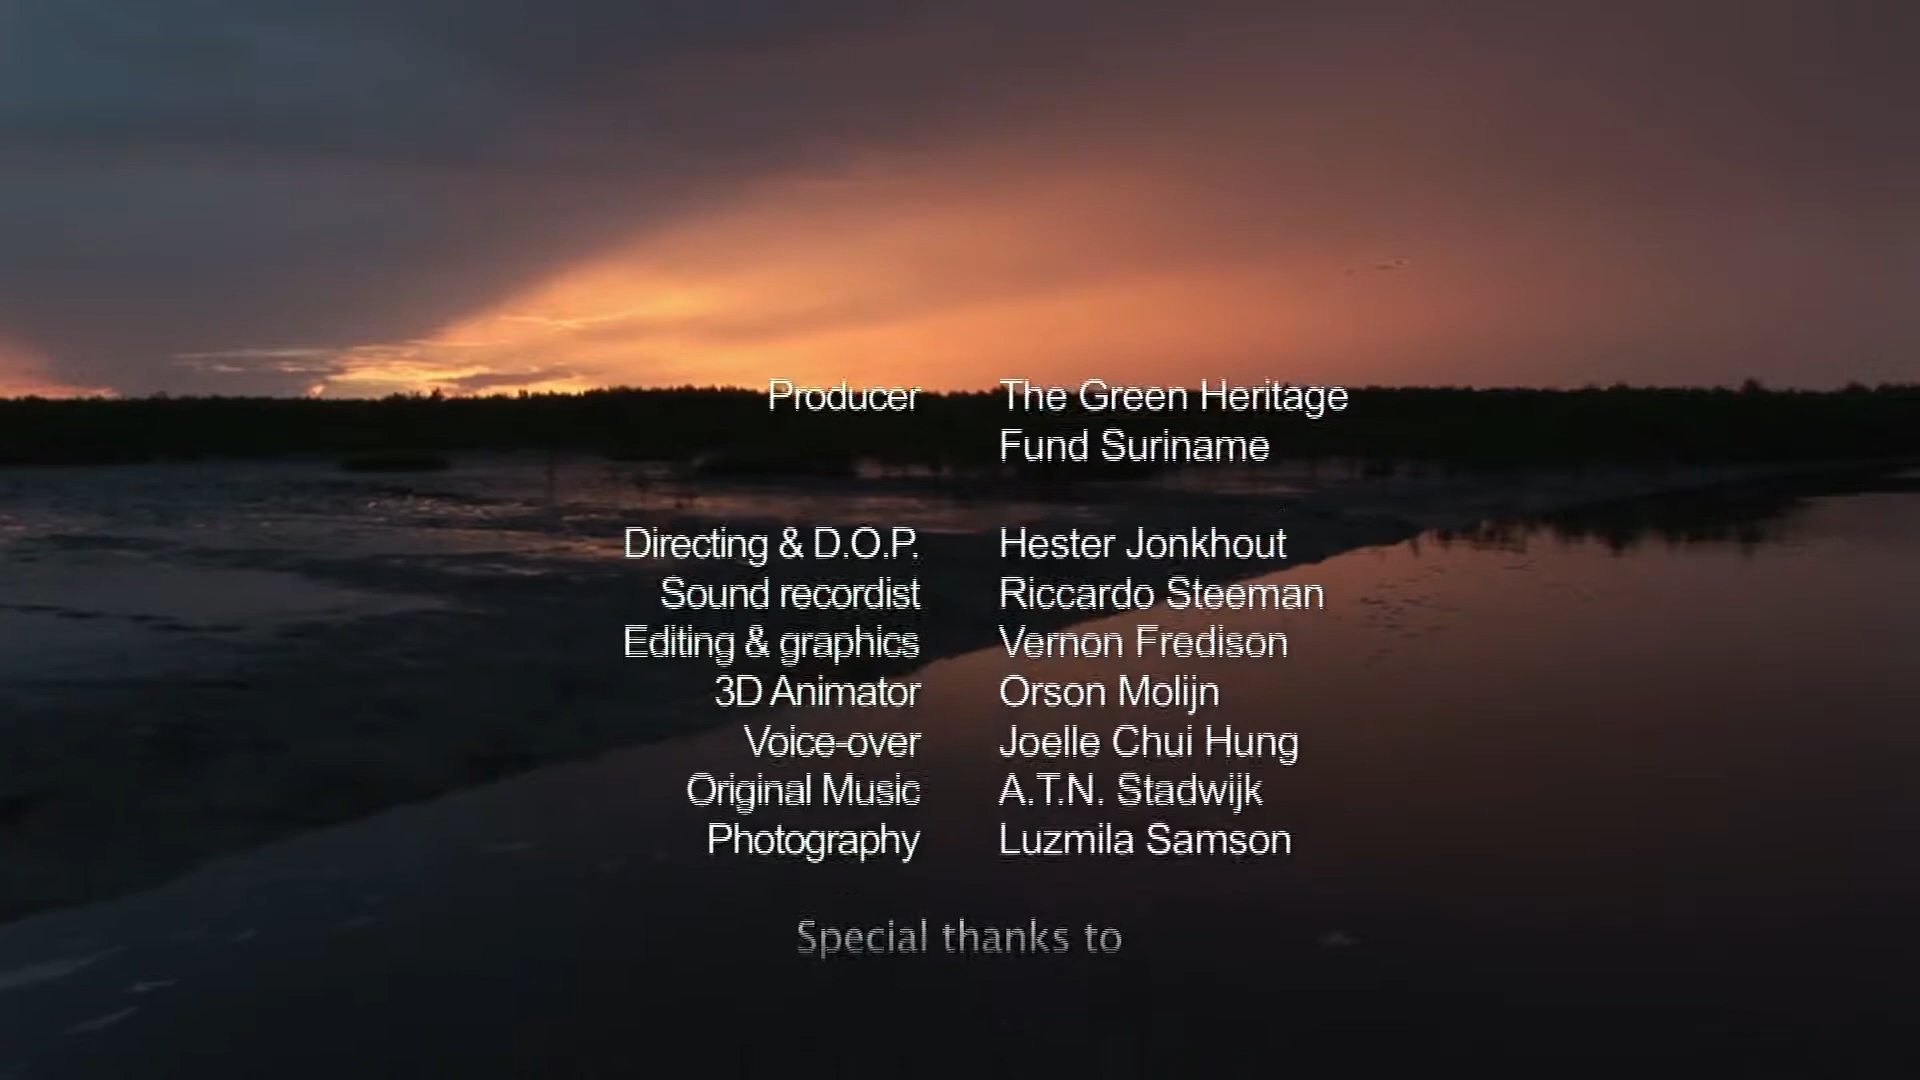 Producer The Green Heritage
Fund Suriname
Directing & D.O.P. Hester Jonkhout
Sound recordist Riccardo Steeman
Editing & graphics Vernon Fredison
3D Animator Orson Molijn
Voice-over Joelle Chui Hung
Original Music A.T.N. Stadwijk
Photography Luzmila Samson
Special thanks to